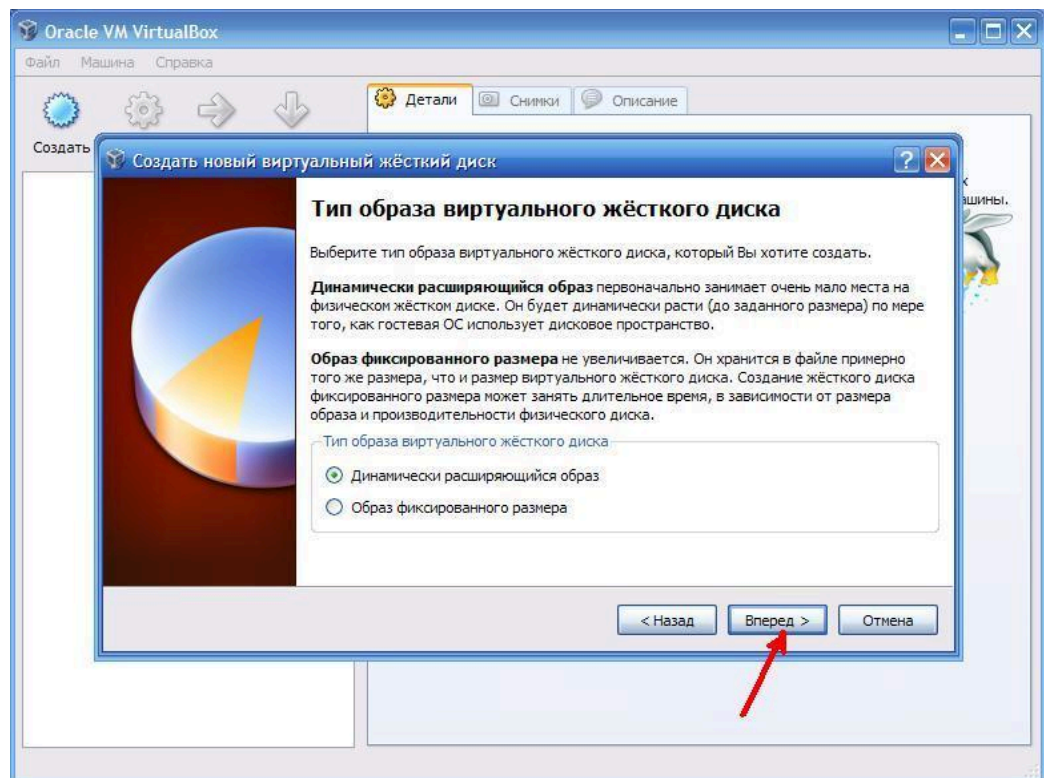 Oracle VM VirtualBox
Файл Машина Справка
Детали Снимки Описание
Создать
Создать новый виртуальный жёсткий диск
Тип образа виртуального жёсткого диска
Выберите тип образа виртуального жёсткого диска, который Вы хотите создать.
Динамически расширяющийся образ первоначально занимает очень мало места на
физическом жёстком диске. Он будет динамически расти (до заданного размера) по мере
того, как гостевая ОС использует дисковое пространство.
Образ фиксированного размера не увеличивается. Он хранится в файле примерно
того же размера, что и размер виртуального жёсткого диска. Создание жёсткого диска
фиксированного размера может занять длительное время, в зависимости от размера
образа и производительности физического диска.
Тип образа виртуального жёсткого диска
Динамически расширяющийся образ
Образ фиксированного размера
< Назад Вперед > Отмена